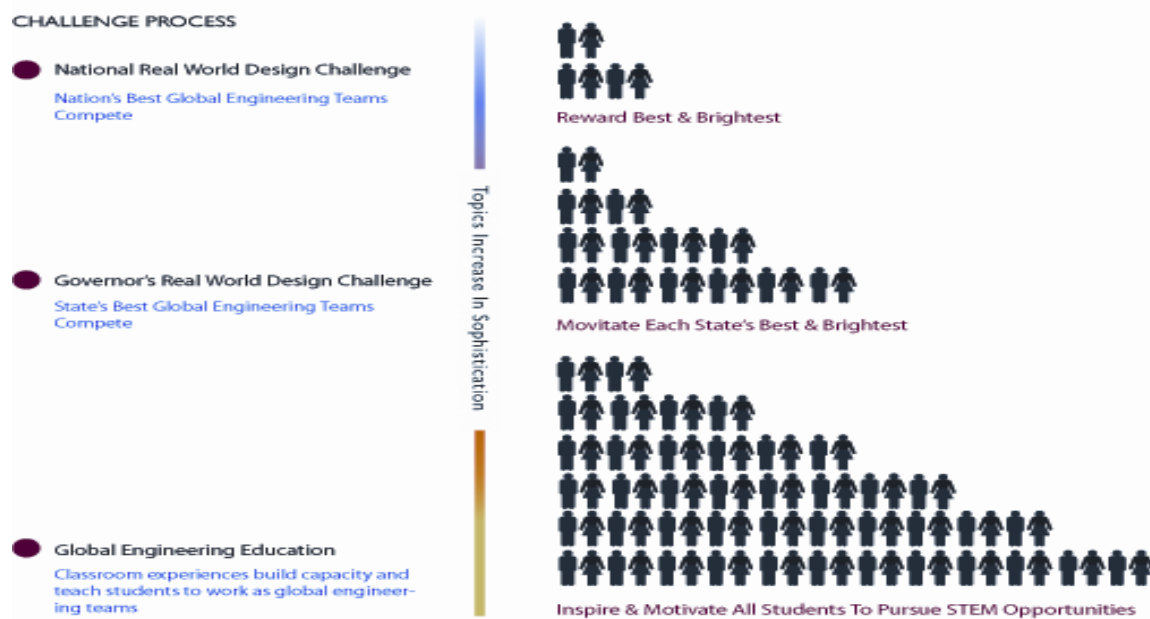 CHALLENGE PROCESS
National Real World Design Challenge
Nation's Best Global Engineering Teams
Compete
Reward Best & Brightest
Topics Increase In Sophistication
Governor's Real World Design Challenge
State's Best Global Engineering Teams
Compete
Movitate Each State's Best & Brightest
Global Engineering Education
Classroom experiences build capacity and
teach students to work as global engineer-
ing teams
Inspire & Motivate All Students To Pursue STEM Opportunities